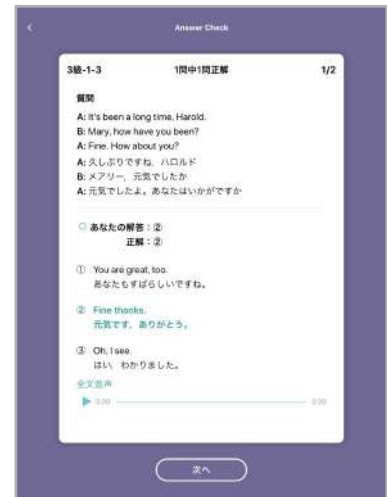 Answer Check
3級-1-3 1問中1問正解 1/2
質問
A: It's been a long time, Harold.
B: Mary, how have you been?
A: Fine. How about you?
A: 久しぶりですね、ハロルド
B: メアリー、元気でしたか
A: 元気でしたよ。あなたはいかがですか
あなたの解答：②
正解：②
① You are great, too.
あなたもすばらしいですね。
② Fine thanks.
元気です、ありがとう。
③ Oh, I see.
はい、わかりました。
全文音声
0:00 0:20
次へ